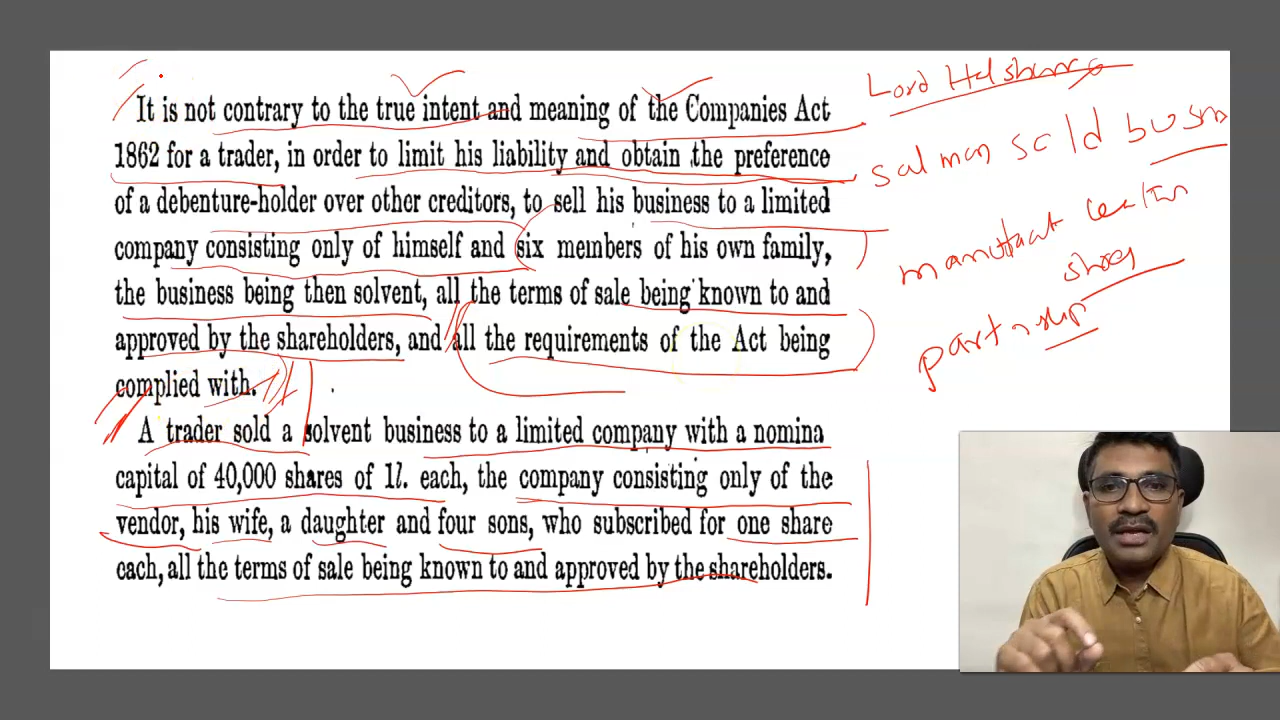 It is not contrary to the true intent and meaning of the Companies Act
1862 for a trader, in order to limit his liability and obtain the preference
of a debenture-holder over other creditors, to sell his business to a limited
company consisting only of himself and six members of his own family,
the business being then solvent, all the terms of sale being known to and
approved by the shareholders, and all the requirements of the Act being
complied with.
A trader sold a solvent business to a limited company with a nomina
capital of 40,000 shares of 1l. each, the company consisting only of the
vendor, his wife, a daughter and four sons, who subscribed for one share
each, all the terms of sale being known to and approved by the shareholders.
Lord
salman sold busin
shoes